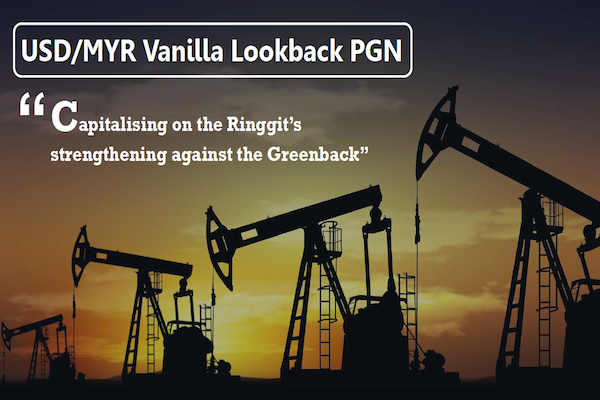 USD/MYR Vanilla Lookback PGN
“Capitalising on the Ringgit’s
strengthening against the Greenback”